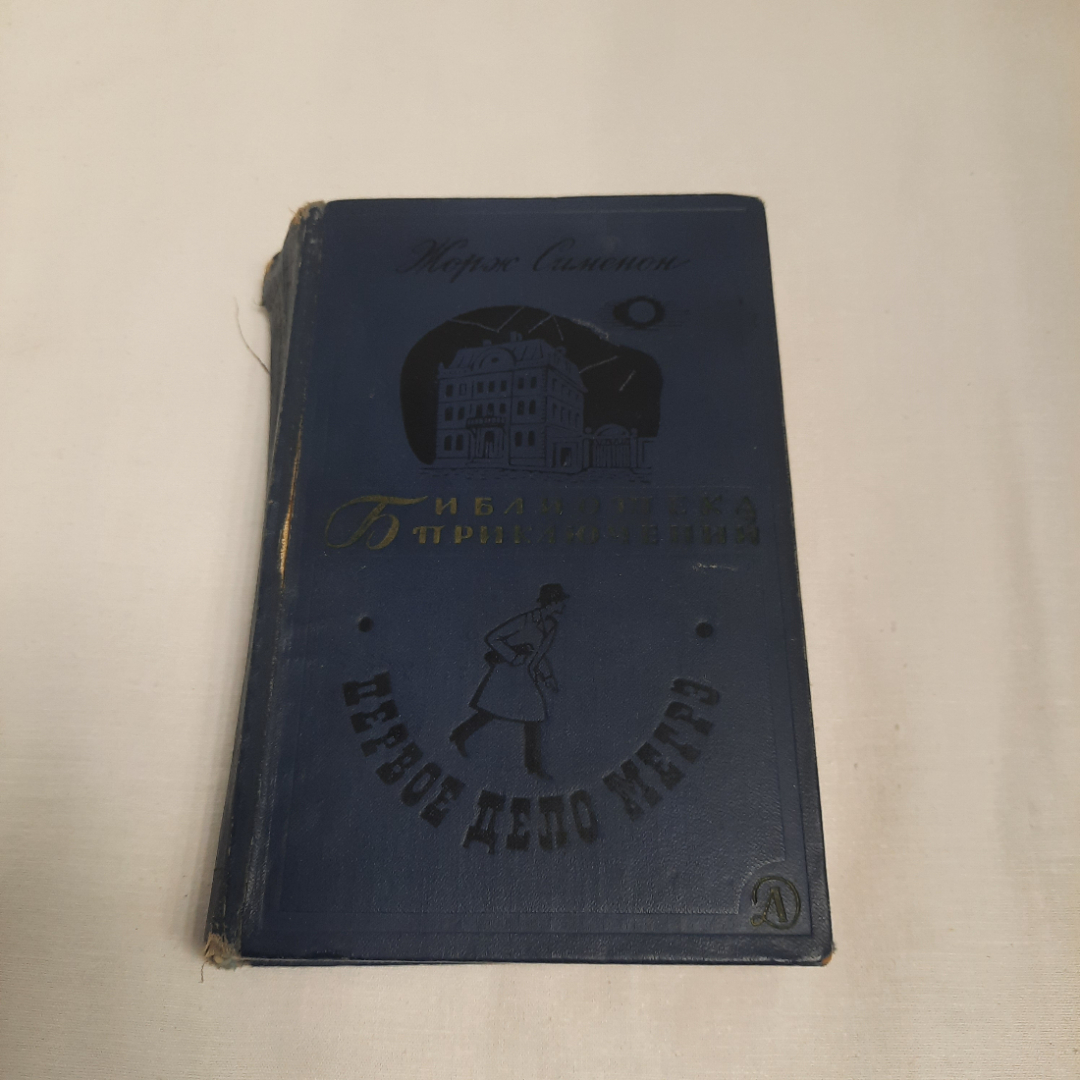 Жорж Сименон
БИБЛИОТЕКА
ПРИКЛЮЧЕНИЙ
ПЕРВОЕ ДЕЛО МЕГРЭ
Д